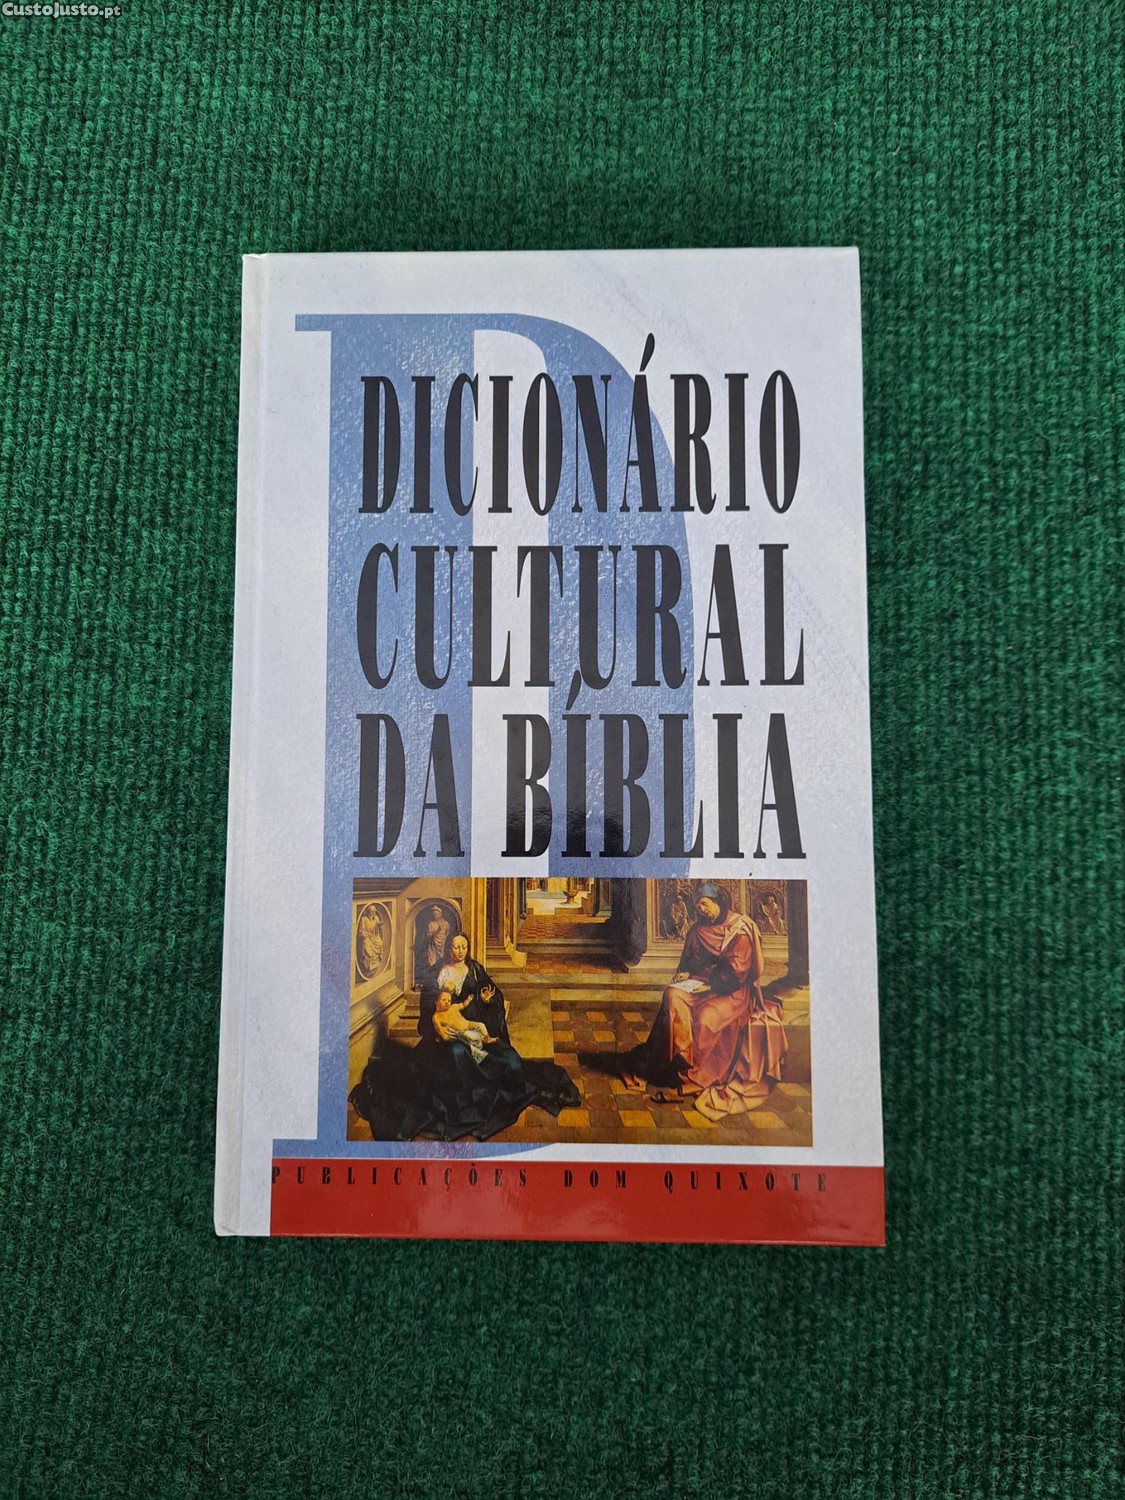 CustoJusto.pt
DICIONÁRIO
CULTURAL
DA BÍBLIA
PUBLICAÇÕES DOM QUIXOTE